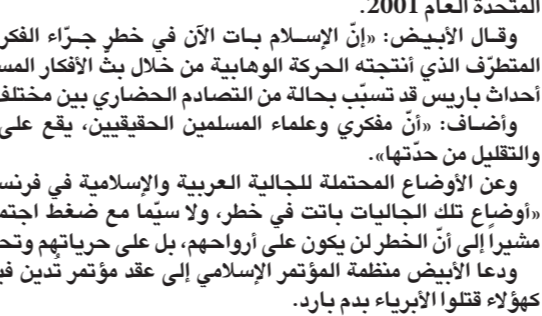 المتحدة العام 2001.
وقال الأبيض: «إنّ الإسلام بات الآن في خطر جرّاء الفكر
المتطرّف الذي أنتجته الحركة الوهابية من خلال بثّ الأفكار
أحداث باريس قد تسبّب بحالة من التصادم الحضاري بين مختلف
وأضاف: «أنّ مفكري وعلماء المسلمين الحقيقيين، يقع على
والتقليل من حدّتها».
وعن الأوضاع المحتملة للجالية العربية والإسلامية في
«أوضاع تلك الجاليات باتت في خطر، ولا سيّما مع ضغط
مشيراً إلى أنّ الخطر لن يكون على أرواحهم، بل على حرياتهم
ودعا الأبيض منظمة المؤتمر الإسلامي إلى عقد مؤتمر تُدين
كهؤلاء قتلوا الأبرياء بدم بارد.